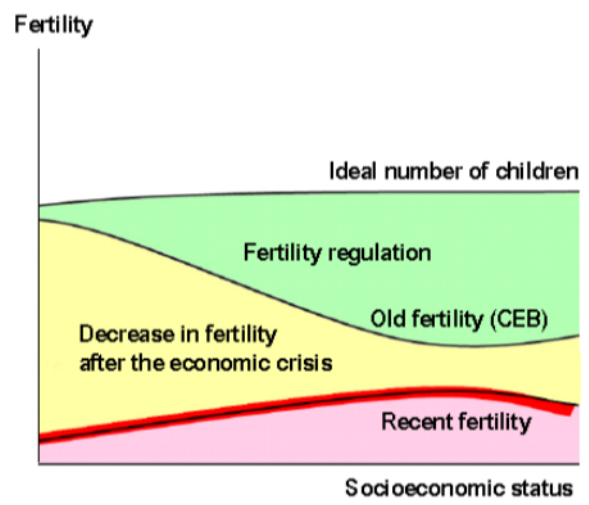 Fertility
Ideal number of children
Fertility regulation
Old fertility (CEB)
Decrease in fertility
after the economic crisis
Recent fertility
Socioeconomic status